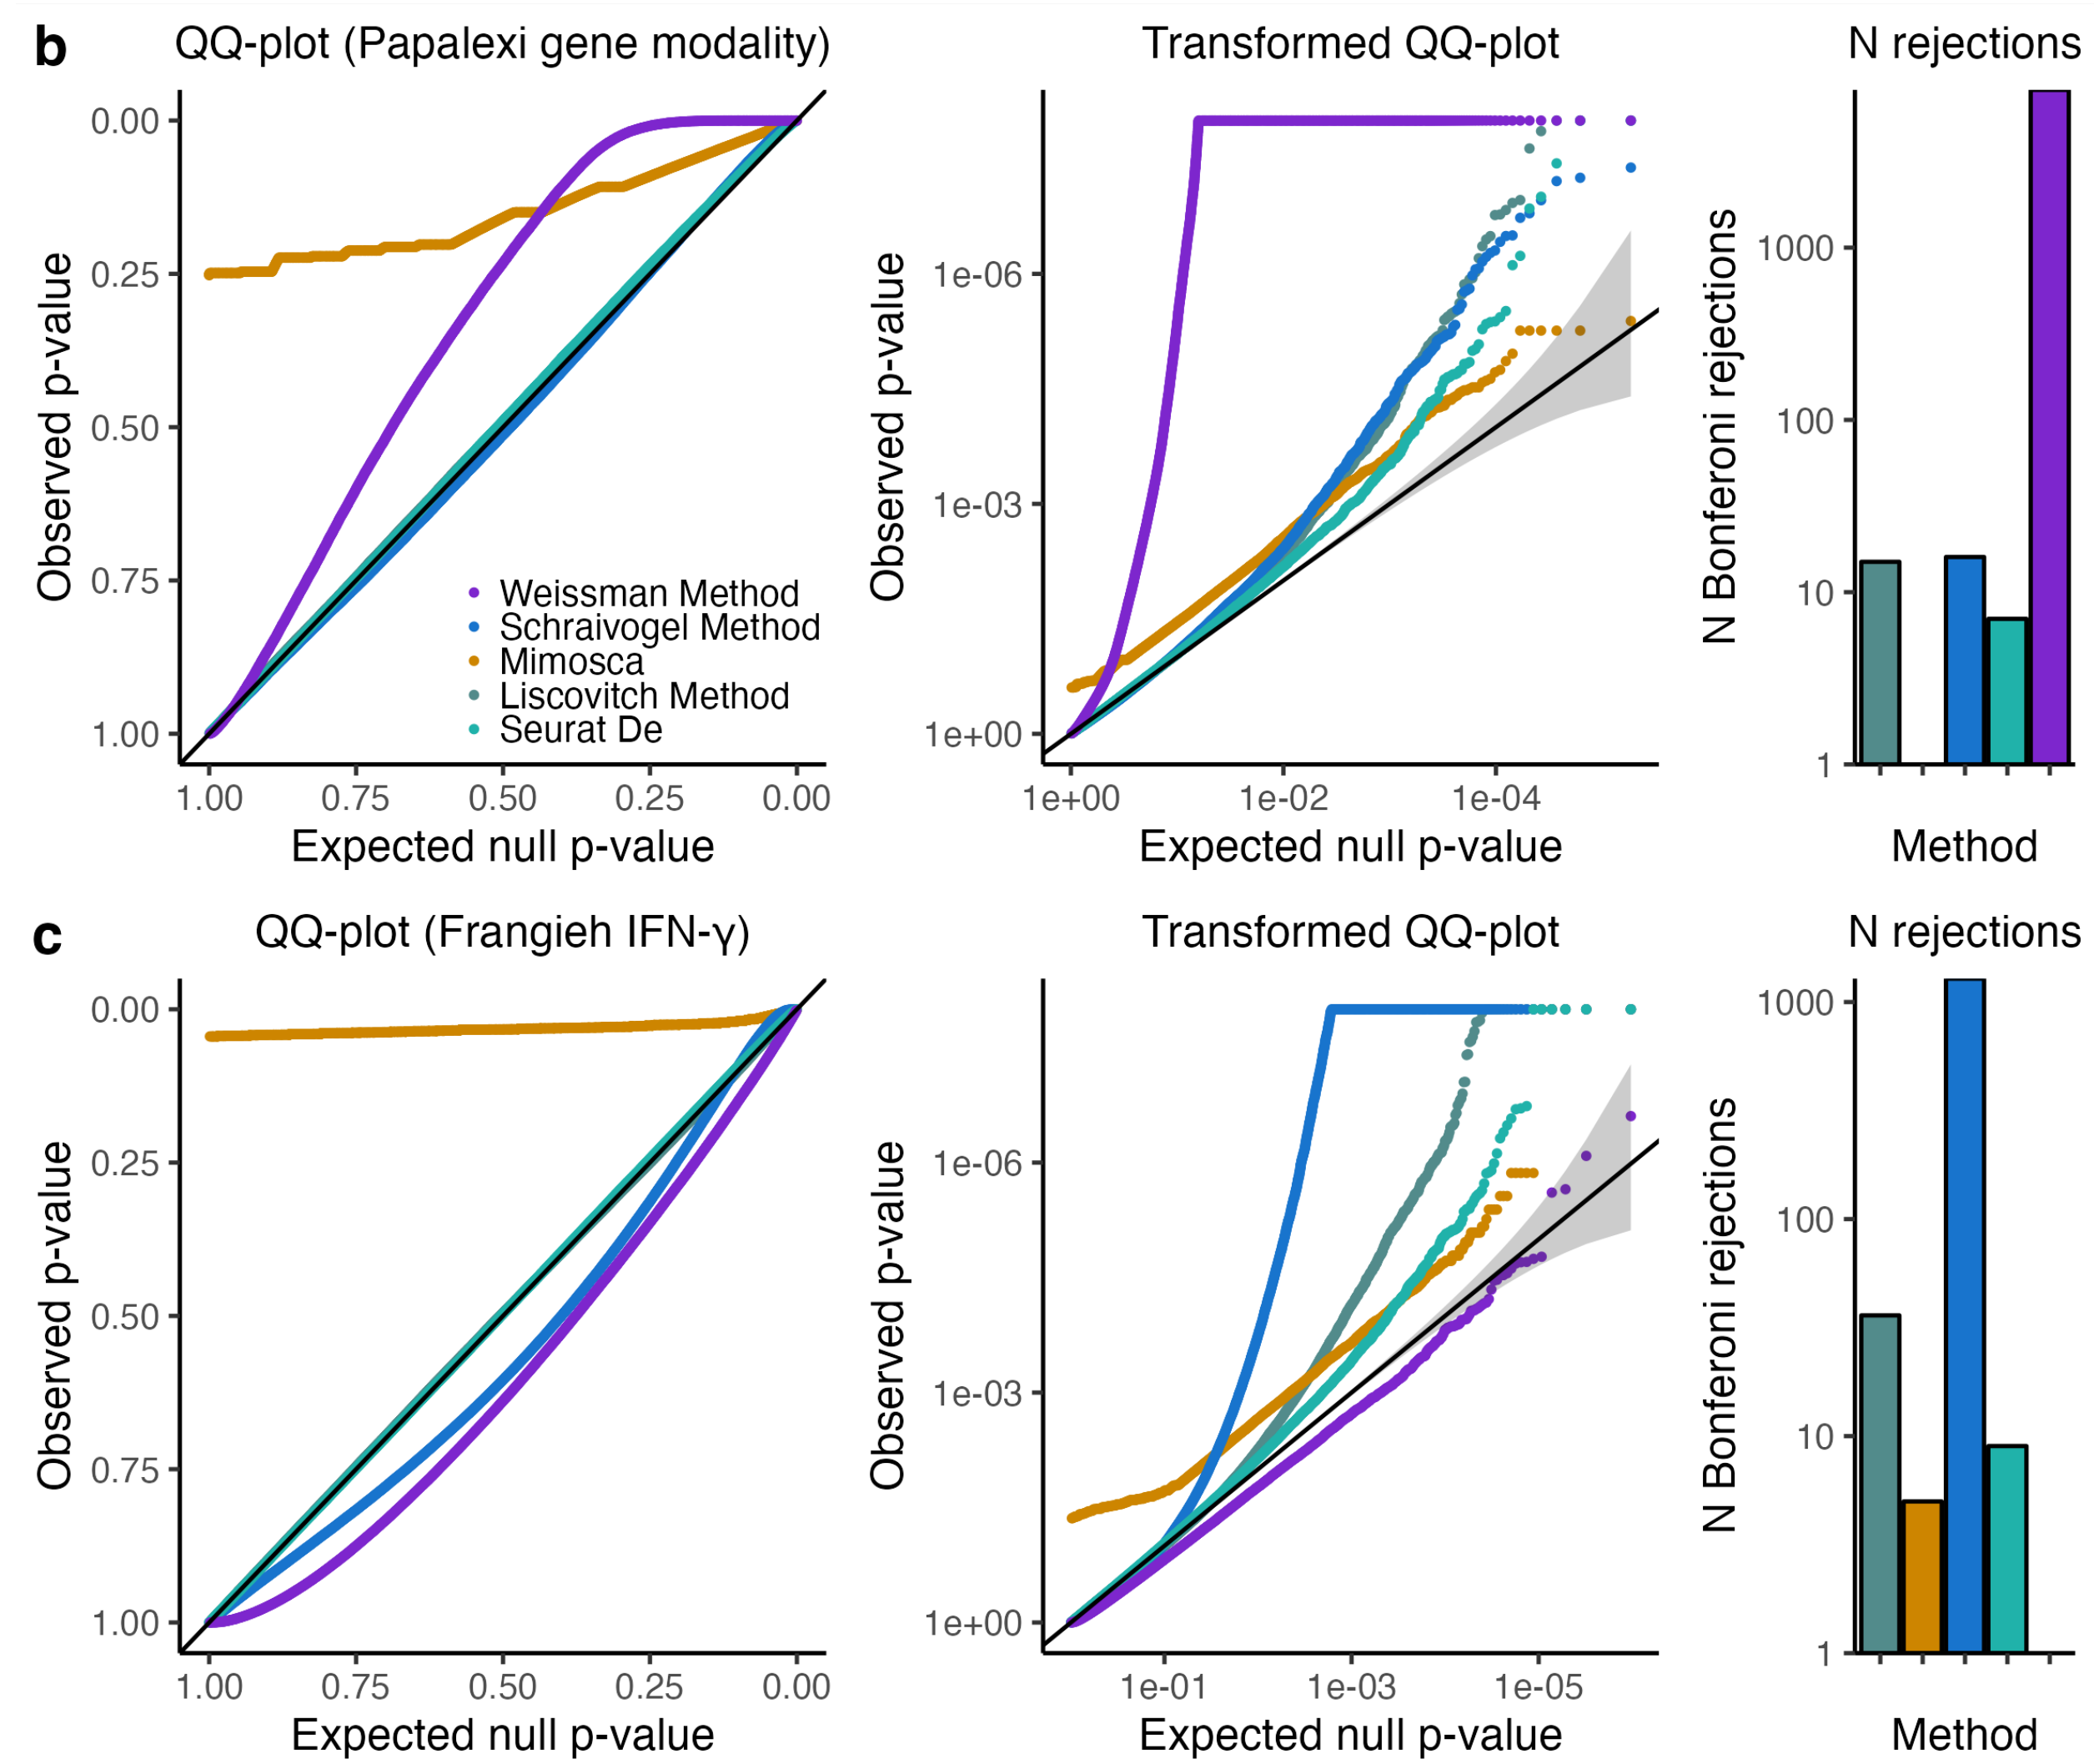 b
QQ-plot (Papalexi gene modality)
Transformed QQ-plot
N rejections
Observed p-value
0.00
0.25
0.50
0.75
1.00
Weissman Method
Schraivogel Method
Mimosca
Liscovitch Method
Seurat De
1.00 0.75 0.50 0.25 0.00
Expected null p-value
Observed p-value
1e-06
1e-03
1e+00
1e+00 1e-02 1e-04
Expected null p-value
N Bonferroni rejections
1000
100
10
1
Method
c
QQ-plot (Frangieh IFN-γ)
Transformed QQ-plot
N rejections
Observed p-value
0.00
0.25
0.50
0.75
1.00
1.00 0.75 0.50 0.25 0.00
Expected null p-value
Observed p-value
1e-06
1e-03
1e+00
1e-01 1e-03 1e-05
Expected null p-value
N Bonferroni rejections
1000
100
10
1
Method